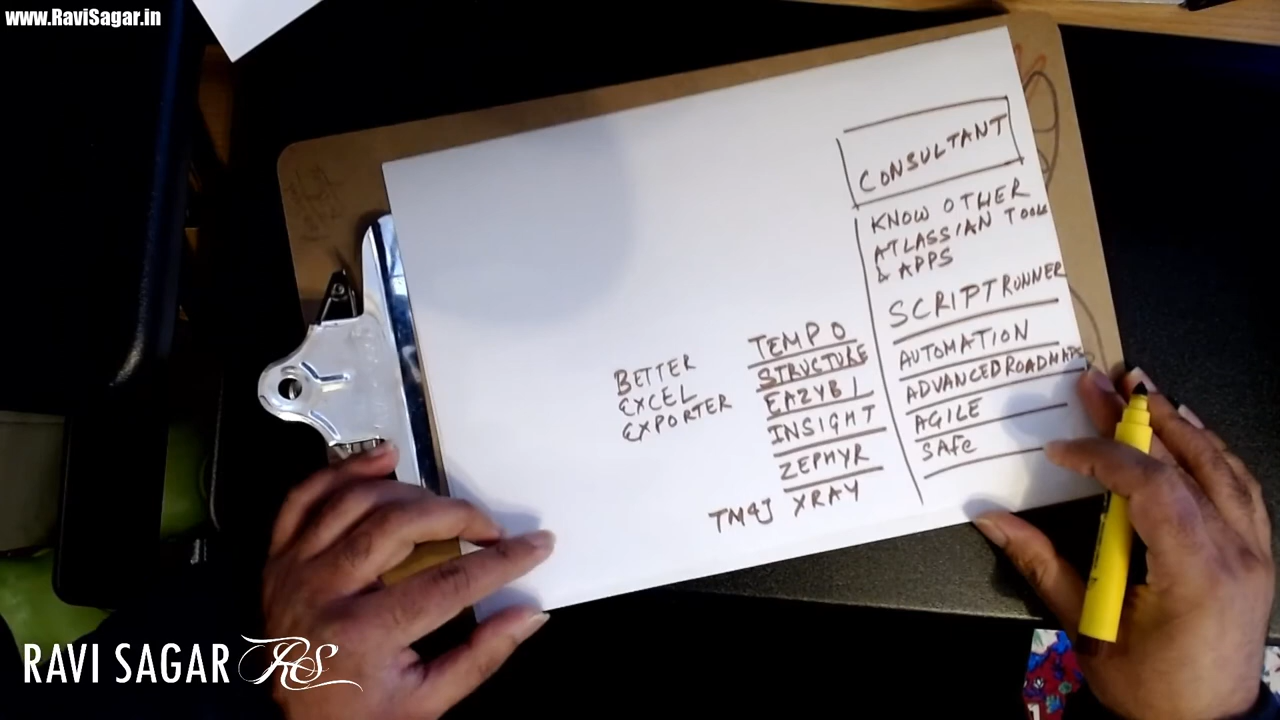 www.RaviSagar.in
CONSULTANT
KNOW OTHER
ATLASSIAN TOOLS
& APPS
SCRIPTRUNNER
AUTOMATION
ADVANCED ROADMAPS
AGILE
SAFe
TEMPO
STRUCTURE
EAZYBI
INSIGHT
ZEPHYR
TM4J XRAY
BETTER
EXCEL
EXPORTER
RAVI SAGAR RS